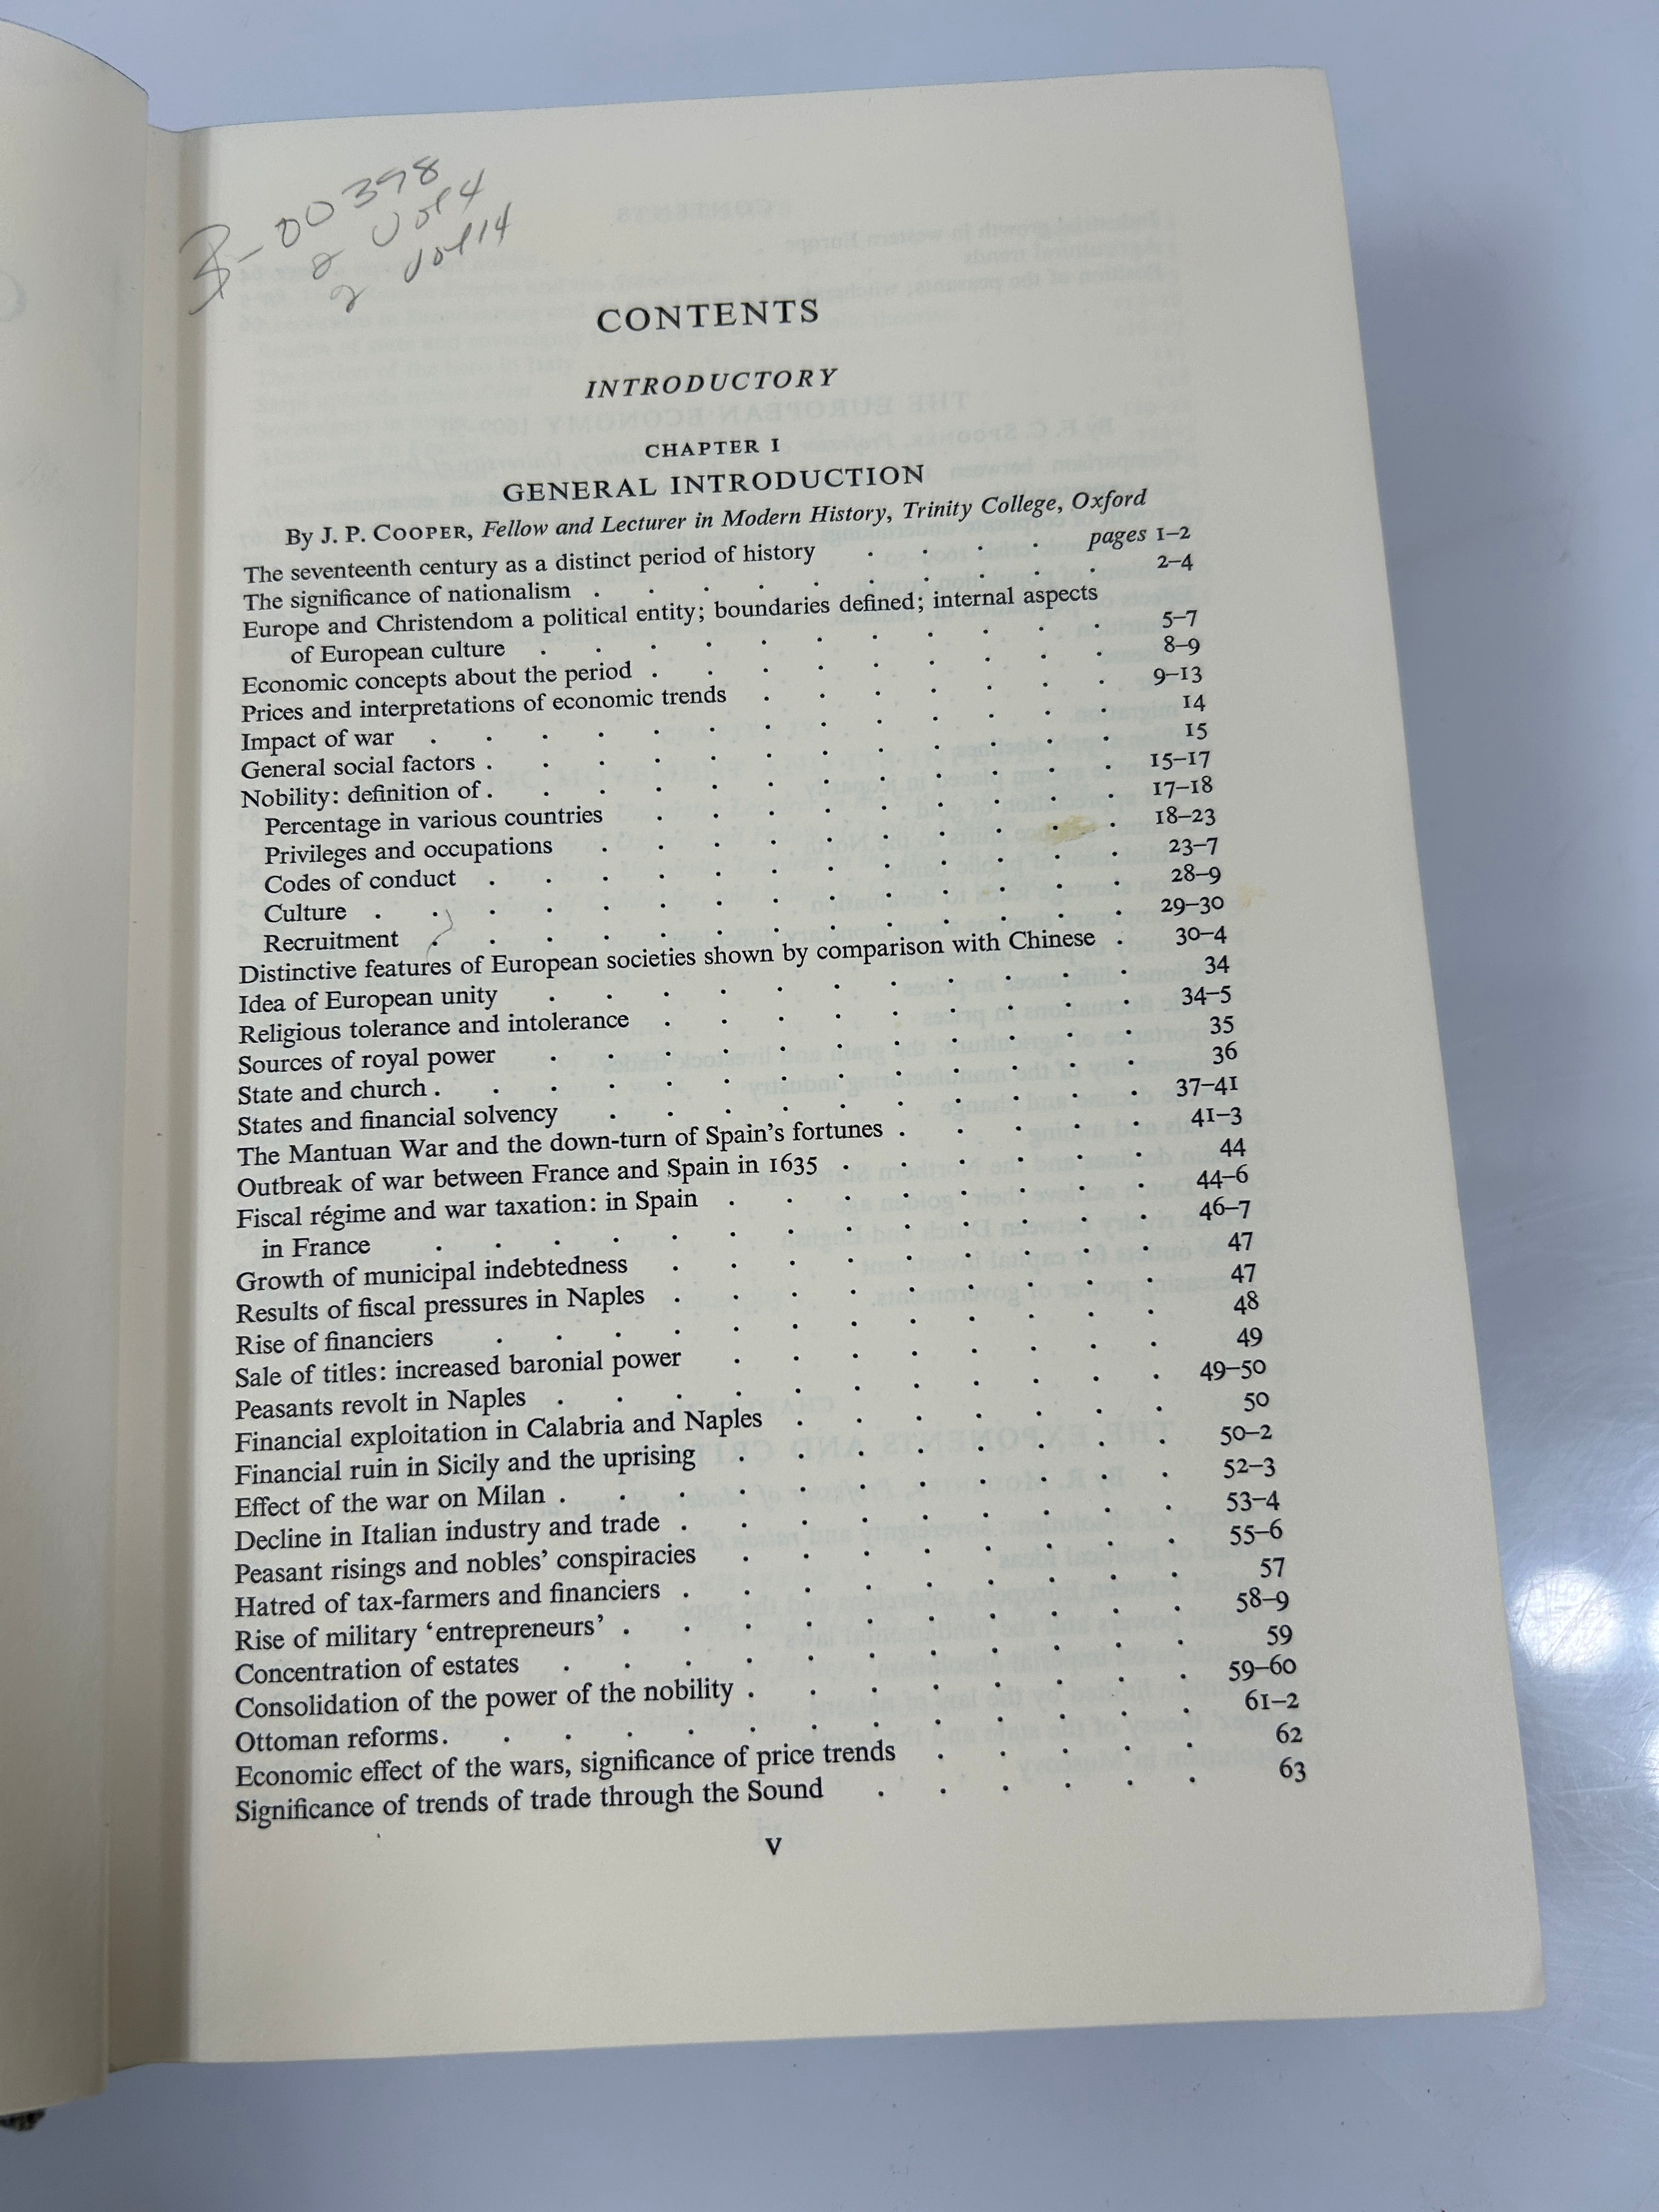 B-00398
2 Vol 4
2 Vol 14
CONTENTS
INTRODUCTORY
CHAPTER I
GENERAL INTRODUCTION
By J. P. COOPER, Fellow and Lecturer in Modern History, Trinity College, Oxford
The seventeenth century as a distinct period of history . . . . pages 1–2
The significance of nationalism . . . . . . . . . . 2–4
Europe and Christendom a political entity; boundaries defined; internal aspects
of European culture . . . . . . . . . . . 5–7
Economic concepts about the period . . . . . . . . . 8–9
Prices and interpretations of economic trends . . . . . . . 9–13
Impact of war . . . . . . . . . . . . . 14
General social factors . . . . . . . . . . . . 15
Nobility: definition of . . . . . . . . . . . . 15–17
Percentage in various countries . . . . . . . . . 17–18
Privileges and occupations . . . . . . . . . . 18–23
Codes of conduct . . . . . . . . . . . . 23–7
Culture . . . . . . . . . . . . . . 28–9
Recruitment . . . . . . . . . . . . . 29–30
Distinctive features of European societies shown by comparison with Chinese . 30–4
Idea of European unity . . . . . . . . . . . 34
Religious tolerance and intolerance . . . . . . . . . 34–5
Sources of royal power . . . . . . . . . . . 35
State and church . . . . . . . . . . . . . 36
States and financial solvency . . . . . . . . . . 37–41
The Mantuan War and the down-turn of Spain's fortunes . . . . . 41–3
Outbreak of war between France and Spain in 1635 . . . . . . 44
Fiscal régime and war taxation: in Spain . . . . . . . . 44–6
in France . . . . . . . . . . . . . 46–7
Growth of municipal indebtedness . . . . . . . . . 47
Results of fiscal pressures in Naples . . . . . . . . . 47
Rise of financiers . . . . . . . . . . . . 48
Sale of titles: increased baronial power . . . . . . . . 49
Peasants revolt in Naples . . . . . . . . . . . 49–50
Financial exploitation in Calabria and Naples . . . . . . . 50
Financial ruin in Sicily and the uprising . . . . . . . . 50–2
Effect of the war on Milan . . . . . . . . . . . 52–3
Decline in Italian industry and trade . . . . . . . . . 53–4
Peasant risings and nobles' conspiracies . . . . . . . . 55–6
Hatred of tax-farmers and financiers . . . . . . . . . 57
Rise of military 'entrepreneurs' . . . . . . . . . . 58–9
Concentration of estates . . . . . . . . . . . 59
Consolidation of the power of the nobility . . . . . . . . 59–60
Ottoman reforms . . . . . . . . . . . . . 61–2
Economic effect of the wars, significance of price trends . . . . . 62
Significance of trends of trade through the Sound . . . . . . 63
v